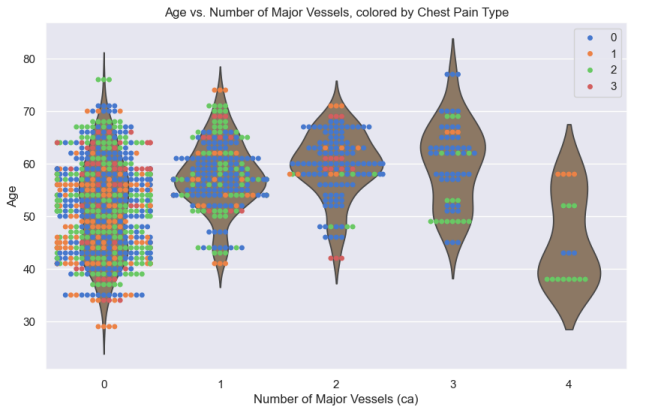 Age vs. Number of Major Vessels, colored by Chest Pain Type
0
1
2
3
80
70
60
50
40
30
Age
0 1 2 3 4
Number of Major Vessels (ca)